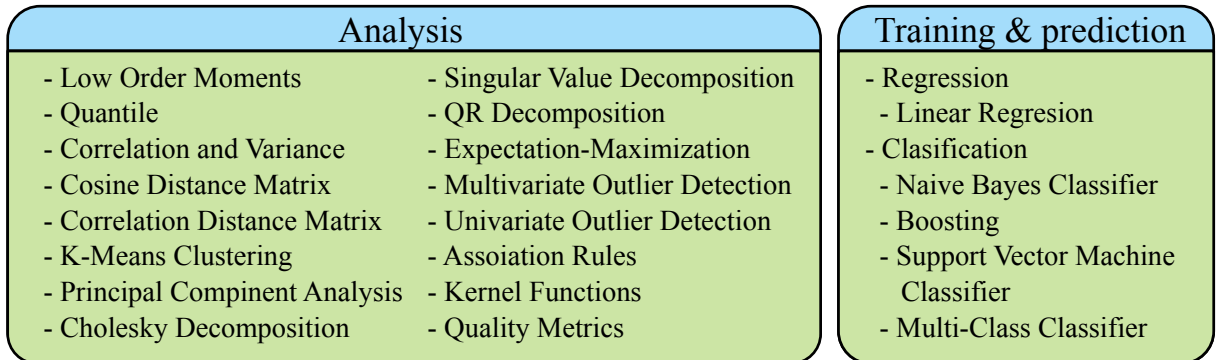 Analysis
- Low Order Moments
- Quantile
- Correlation and Variance
- Cosine Distance Matrix
- Correlation Distance Matrix
- K-Means Clustering
- Principal Compinent Analysis
- Cholesky Decomposition
- Singular Value Decomposition
- QR Decomposition
- Expectation-Maximization
- Multivariate Outlier Detection
- Univariate Outlier Detection
- Assoiation Rules
- Kernel Functions
- Quality Metrics
Training & prediction
- Regression
- Linear Regresion
- Clasification
- Naive Bayes Classifier
- Boosting
- Support Vector Machine
Classifier
- Multi-Class Classifier